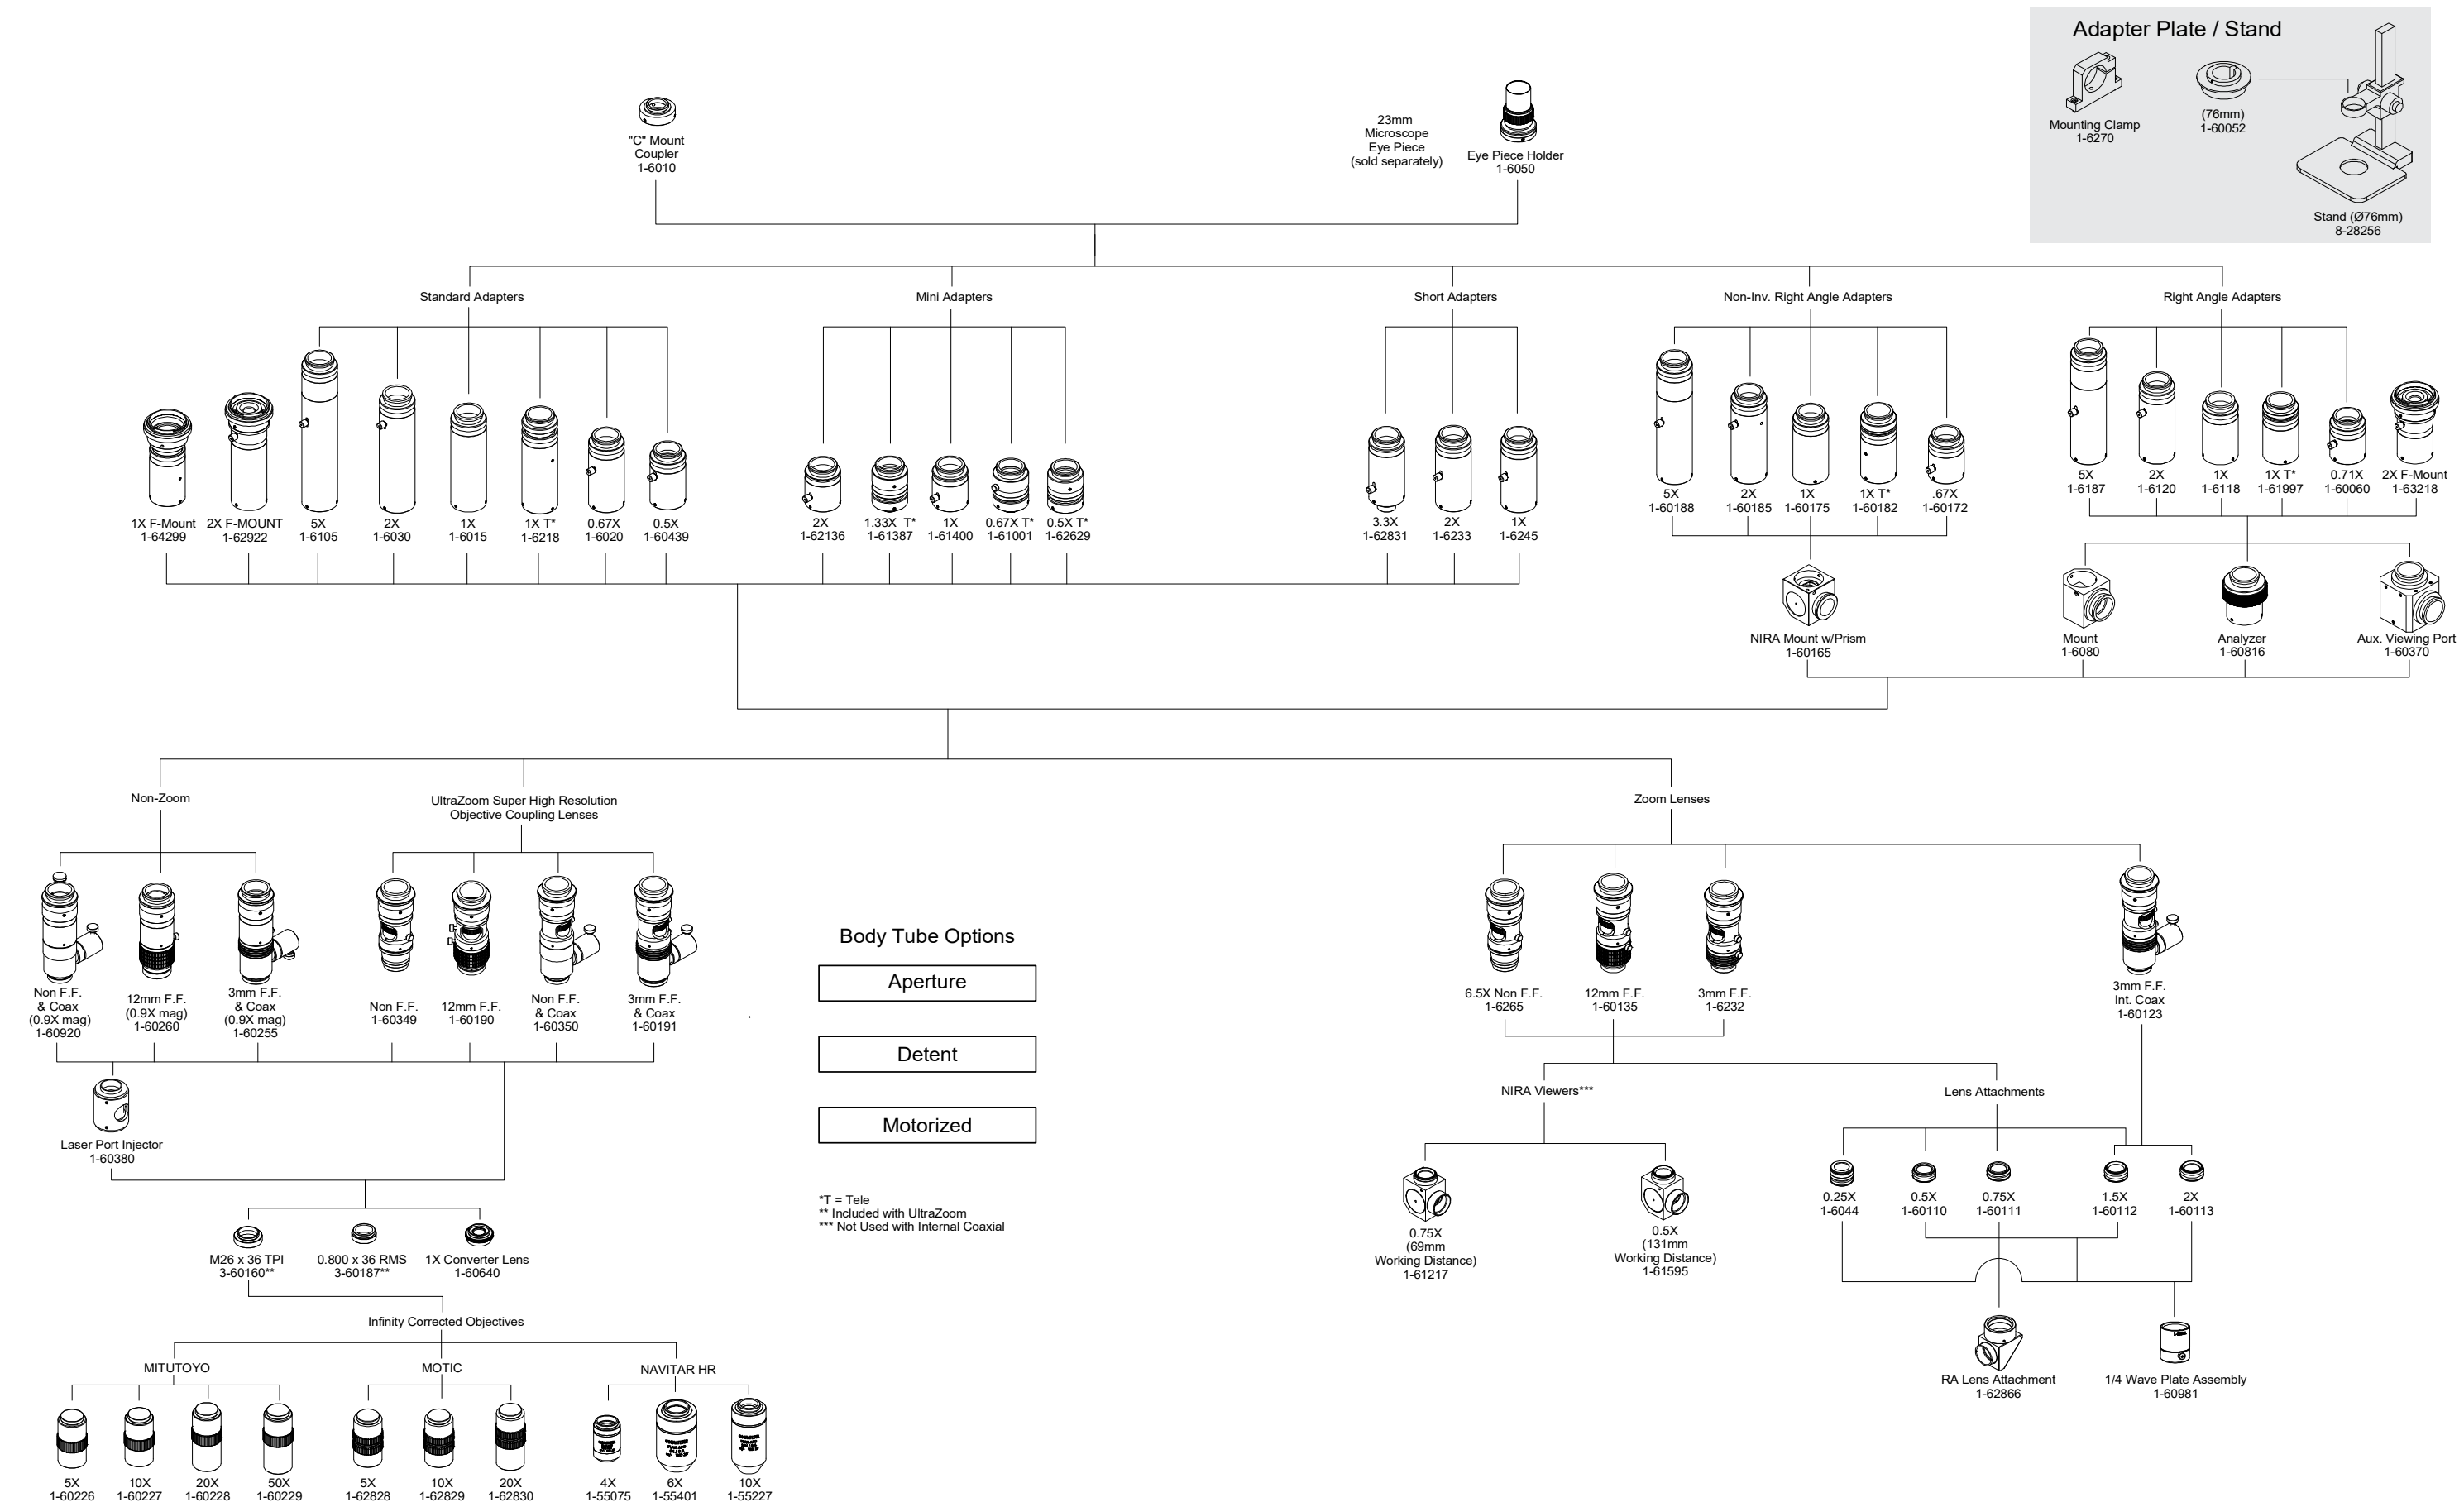 Adapter Plate / Stand
Mounting Clamp
1-6270
(76mm)
1-60052
Stand (Ø76mm)
8-28256
"C" Mount
Coupler
1-6010
23mm
Microscope
Eye Piece
(sold separately)
Eye Piece Holder
1-6050
Standard Adapters
Mini Adapters
Short Adapters
Non-Inv. Right Angle Adapters
Right Angle Adapters
1X F-Mount
1-64299
2X F-MOUNT
1-62922
5X
1-6105
2X
1-6030
1X
1-6015
1X T*
1-6218
0.67X
1-6020
0.5X
1-60439
2X
1-62136
1.33X T*
1-61387
1X
1-61400
0.67X T*
1-61001
0.5X T*
1-62629
3.3X
1-62831
2X
1-6233
1X
1-6245
5X
1-60188
2X
1-60185
1X
1-60175
1X T*
1-60182
.67X
1-60172
5X
1-6187
2X
1-6120
1X
1-6118
1X T*
1-61997
0.71X
1-60060
2X F-Mount
1-63218
NIRA Mount w/Prism
1-60165
Mount
1-6080
Analyzer
1-60816
Aux. Viewing Port
1-60370
Non-Zoom
UltraZoom Super High Resolution
Objective Coupling Lenses
Zoom Lenses
Non F.F.
& Coax
(0.9X mag)
1-60920
12mm F.F.
(0.9X mag)
1-60260
3mm F.F.
& Coax
(0.9X mag)
1-60255
Non F.F.
1-60349
12mm F.F.
1-60190
Non F.F.
& Coax
1-60350
3mm F.F.
& Coax
1-60191
Body Tube Options
Aperture
Detent
Motorized
*T = Tele
** Included with UltraZoom
*** Not Used with Internal Coaxial
6.5X Non F.F.
1-6265
12mm F.F.
1-60135
3mm F.F.
1-6232
3mm F.F.
Int. Coax
1-60123
NIRA Viewers***
Lens Attachments
Laser Port Injector
1-60380
0.75X
(69mm
Working Distance)
1-61217
0.5X
(131mm
Working Distance)
1-61595
0.25X
1-6044
0.5X
1-60110
0.75X
1-60111
1.5X
1-60112
2X
1-60113
M26 x 36 TPI
3-60160**
0.800 x 36 RMS
3-60187**
1X Converter Lens
1-60640
RA Lens Attachment
1-62866
1/4 Wave Plate Assembly
1-60981
Infinity Corrected Objectives
MITUTOYO
MOTIC
NAVITAR HR
5X
1-60226
10X
1-60227
20X
1-60228
50X
1-60229
5X
1-62828
10X
1-62829
20X
1-62830
4X
1-55075
6X
1-55401
10X
1-55227